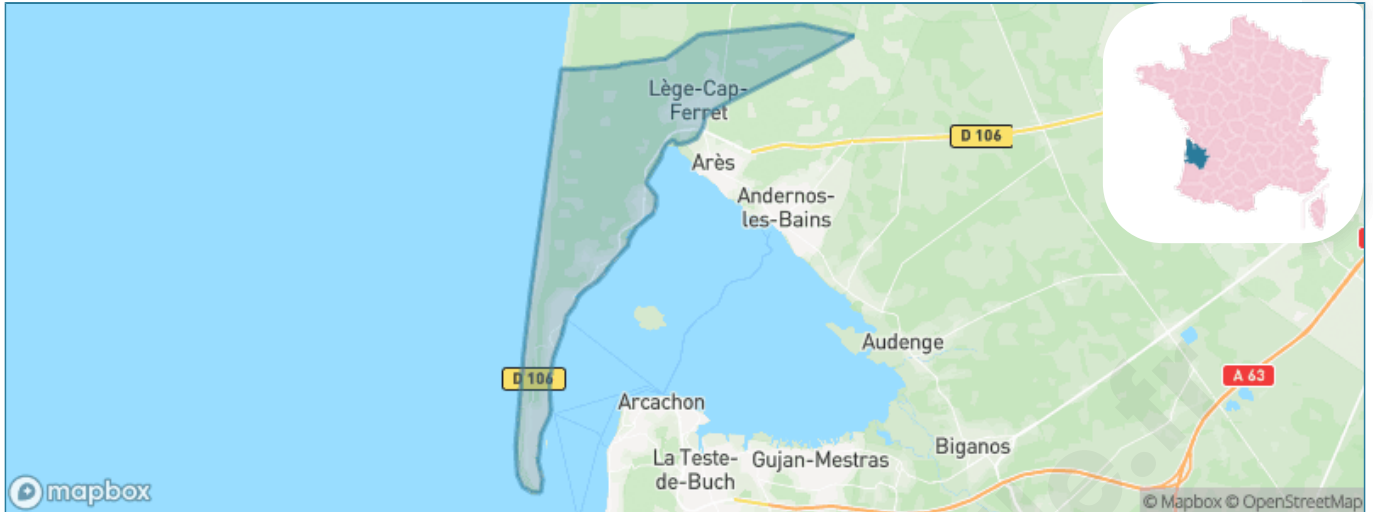 Lège-Cap-
Ferret
D 106
Arès
Andernos-
les-Bains
Audenge
D 106
A 63
Arcachon
Biganos
La Teste-
de-Buch
Gujan-Mestras
mapbox
© Mapbox © OpenStreetMap